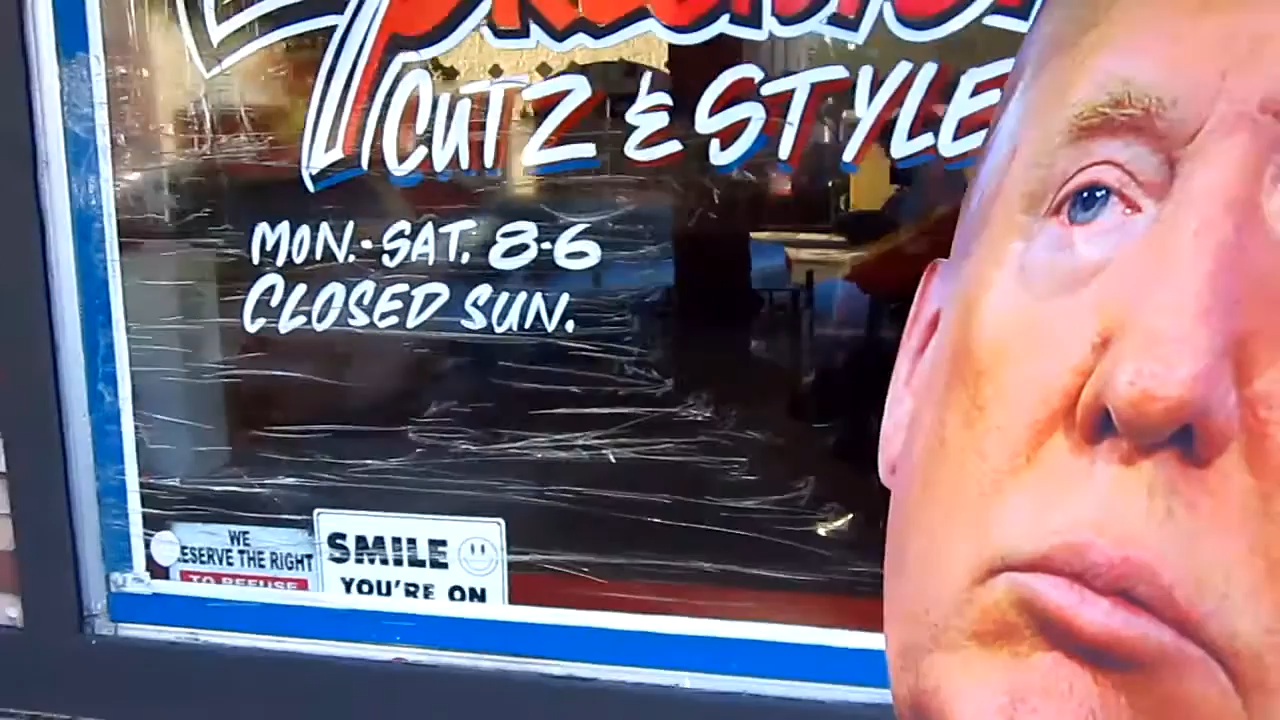 CUTZ & STYLE
MON.-SAT. 8-6
CLOSED SUN.
WE
ESERVE THE RIGHT
TO REFUSE
SMILE
YOU'RE ON